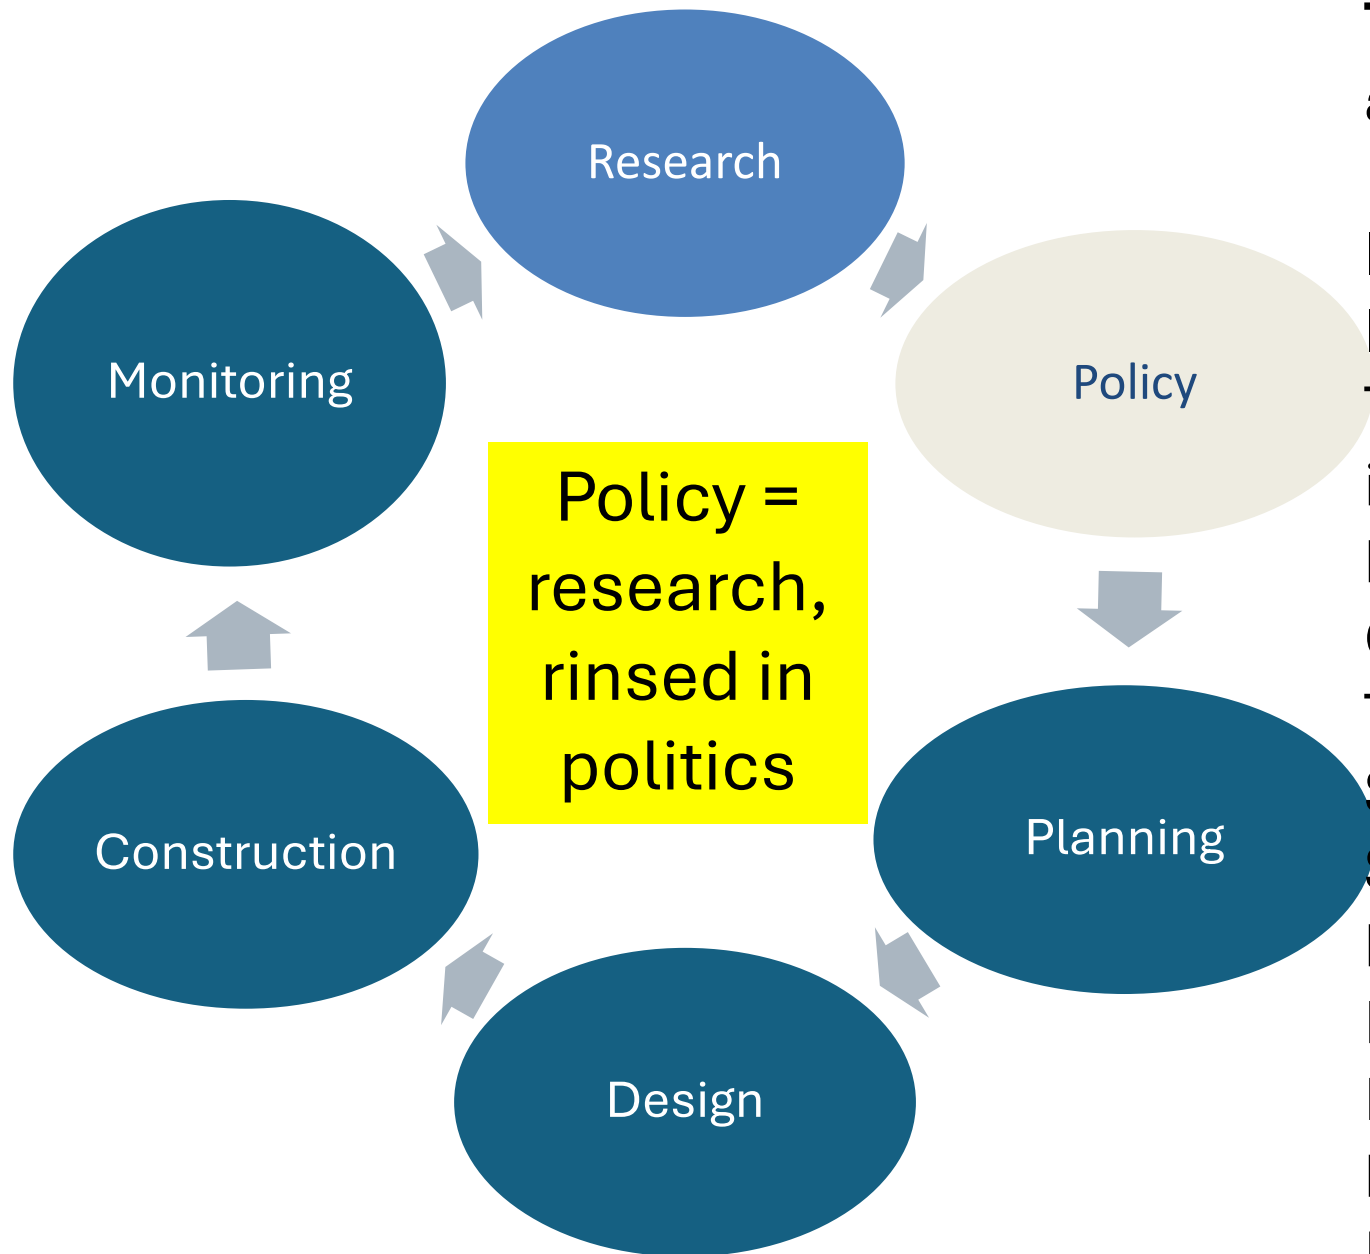 Research
Policy
Planning
Design
Construction
Monitoring
Policy =
research,
rinsed in
politics